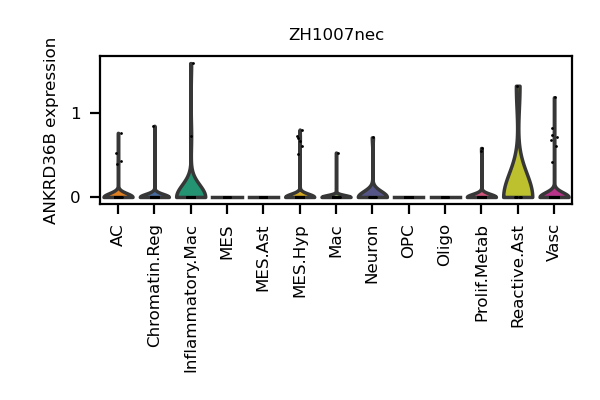 ZH1007nec
ANKRD36B expression
1
0
AC
Chromatin.Reg
Inflammatory.Mac
MES
MES.Ast
MES.Hyp
Mac
Neuron
OPC
Oligo
Prolif.Metab
Reactive.Ast
Vasc